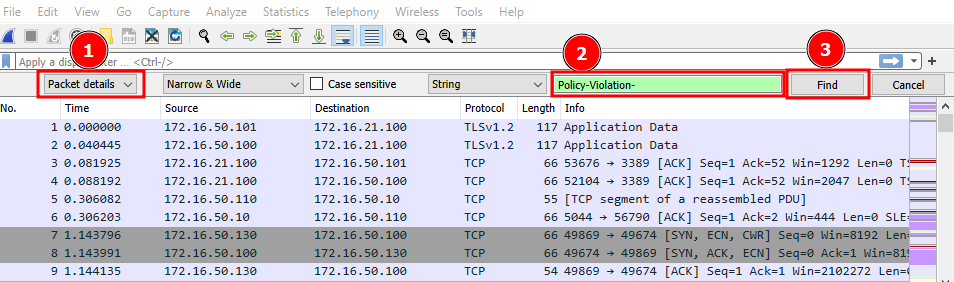 File Edit View Go Capture Analyze Statistics Telephony Wireless Tools Help
1 2 3
Apply a disp ter ... <Ctrl-/>
Packet details Narrow & Wide Case sensitive String Policy-Violation- Find Cancel
No. Time Source Destination Protocol Length Info
1 0.000000 172.16.50.101 172.16.21.100 TLSv1.2 117 Application Data
2 0.040445 172.16.50.100 172.16.21.100 TLSv1.2 117 Application Data
3 0.081925 172.16.21.100 172.16.50.101 TCP 66 53676 → 3389 [ACK] Seq=1 Ack=52 Win=1292 Len=0 TS
4 0.088192 172.16.21.100 172.16.50.100 TCP 66 52104 → 3389 [ACK] Seq=1 Ack=52 Win=2047 Len=0 TS
5 0.306082 172.16.50.110 172.16.50.10 TCP 55 [TCP segment of a reassembled PDU]
6 0.306203 172.16.50.10 172.16.50.110 TCP 66 5044 → 56790 [ACK] Seq=1 Ack=2 Win=444 Len=0 SLE=
7 1.143796 172.16.50.130 172.16.50.100 TCP 66 49869 → 49674 [SYN, ECN, CWR] Seq=0 Win=8192 Len=
8 1.143991 172.16.50.100 172.16.50.130 TCP 66 49674 → 49869 [SYN, ACK, ECN] Seq=0 Ack=1 Win=819
9 1.144135 172.16.50.130 172.16.50.100 TCP 54 49869 → 49674 [ACK] Seq=1 Ack=1 Win=2102272 Len=0